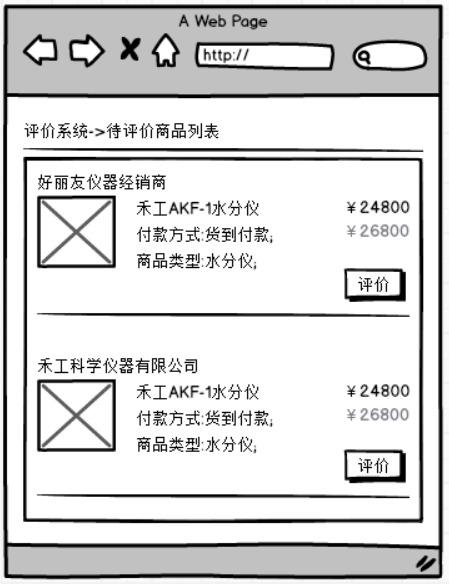 A Web Page
http://
评价系统->待评价商品列表
好丽友仪器经销商
禾工AKF-1水分仪
￥24800
付款方式:货到付款;
￥26800
商品类型:水分仪;
评价
禾工科学仪器有限公司
禾工AKF-1水分仪
￥24800
付款方式:货到付款;
￥26800
商品类型:水分仪;
评价